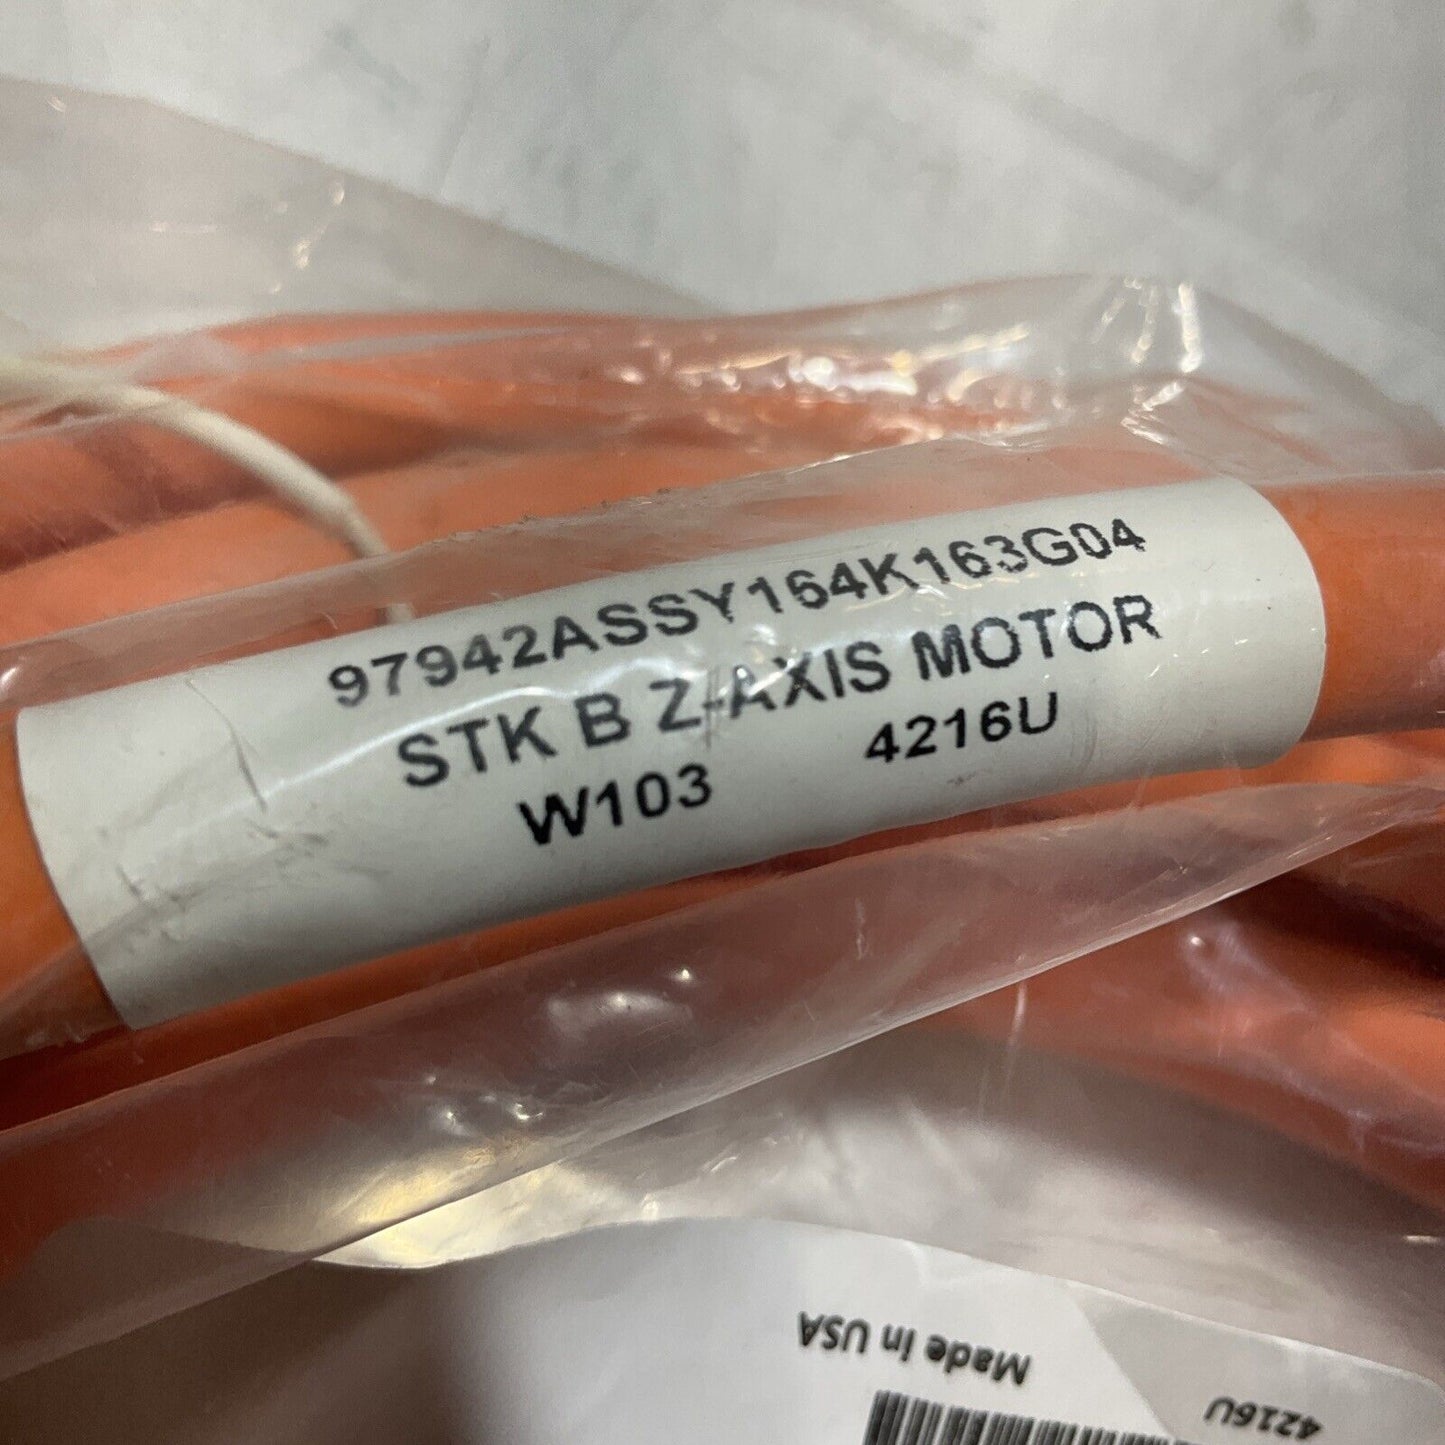 97942ASSY164K163G04
STK B Z-AXIS MOTOR
W103 4216U
Made in USA
4216U